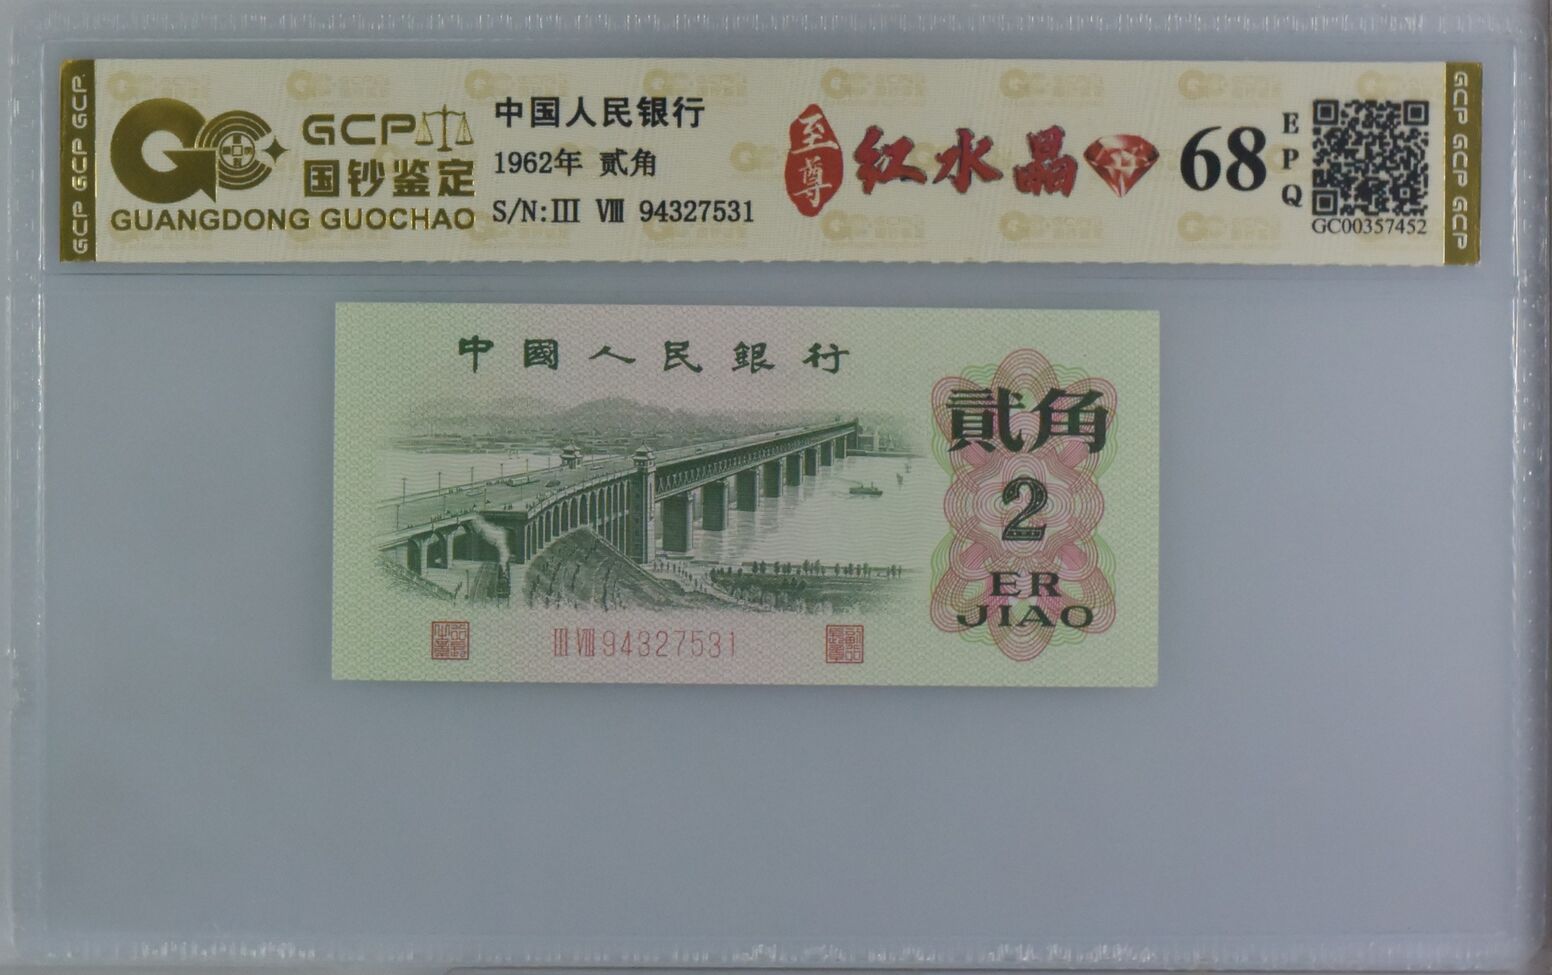 GCP GCP GCP
GCP
国钞鉴定
GUANGDONG GUOCHAO
中国人民银行
1962年 贰角
S/N:III VIII 94327531
至尊
红水晶
68
EPQ
GC00357452
GCP GCP GCP
中國人民銀行
貳角
2
ER
JIAO
III VIII 94327531